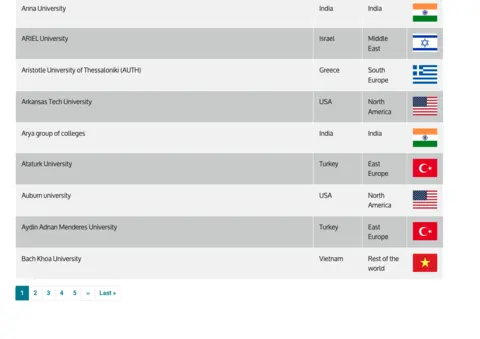 Anna University India India
ARIEL University Israel Middle
East
Aristotle University of Thessaloniki (AUTH) Greece South
Europe
Arkansas Tech University USA North
America
Arya group of colleges India India
Ataturk University Turkey East
Europe
Auburn university USA North
America
Aydin Adnan Menderes University Turkey East
Europe
Bach Khoa University Vietnam Rest of the
world
1 2 3 4 5 ›› Last »